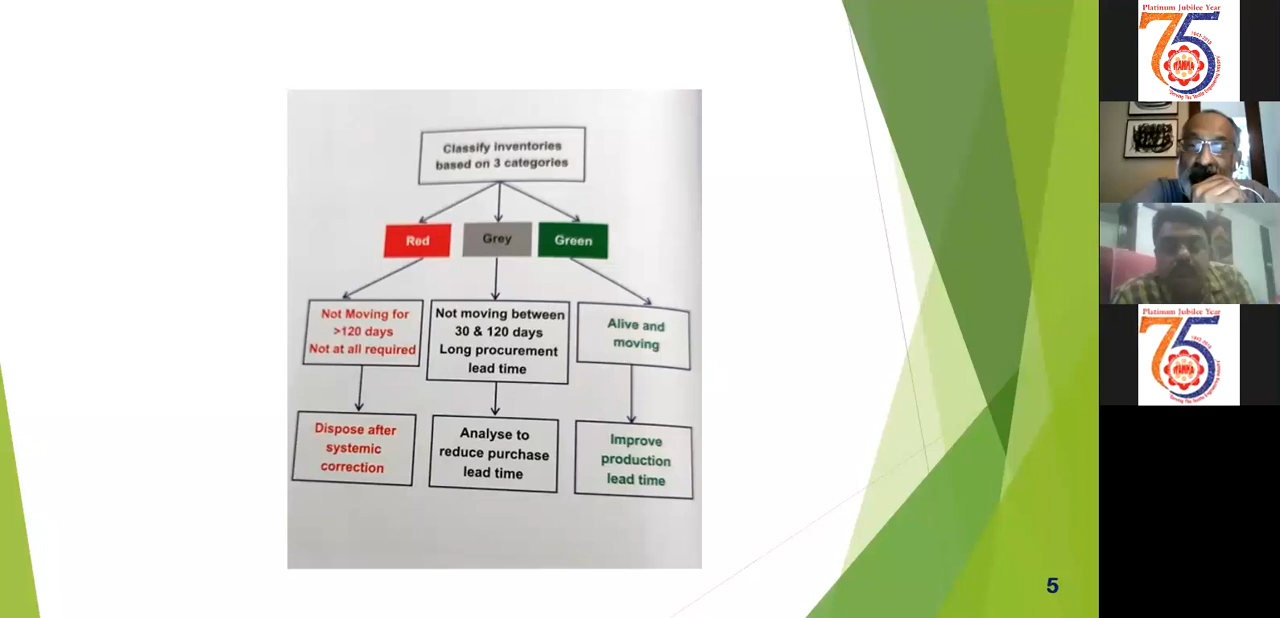 Classify inventories
based on 3 categories
Red
Grey
Green
Not Moving for
>120 days
Not at all required
Not moving between
30 & 120 days
Long procurement
lead time
Alive and
moving
Dispose after
systemic
correction
Analyse to
reduce purchase
lead time
Improve
production
lead time
5
Platinum Jubilee Year
75
Platinum Jubilee Year
75